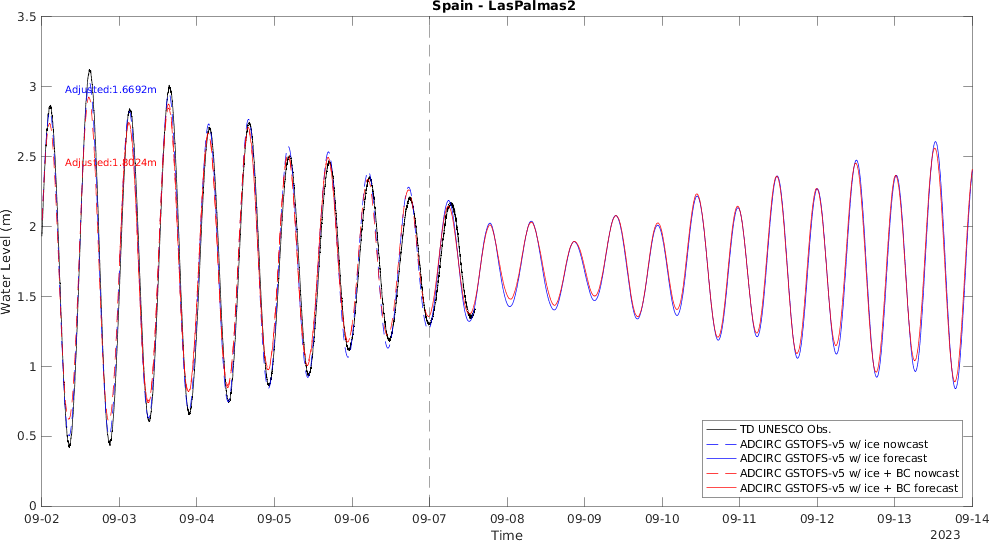 Spain - LasPalmas2
3.5
3
2.5
2
1.5
1
0.5
0
Water Level (m)
Adjusted:1.6692m
Adjusted:1.8024m
TD UNESCO Obs.
ADCIRC GSTOFS-v5 w/ ice nowcast
ADCIRC GSTOFS-v5 w/ ice forecast
ADCIRC GSTOFS-v5 w/ ice + BC nowcast
ADCIRC GSTOFS-v5 w/ ice + BC forecast
09-02 09-03 09-04 09-05 09-06 09-07 09-08 09-09 09-10 09-11 09-12 09-13 09-14
Time
2023